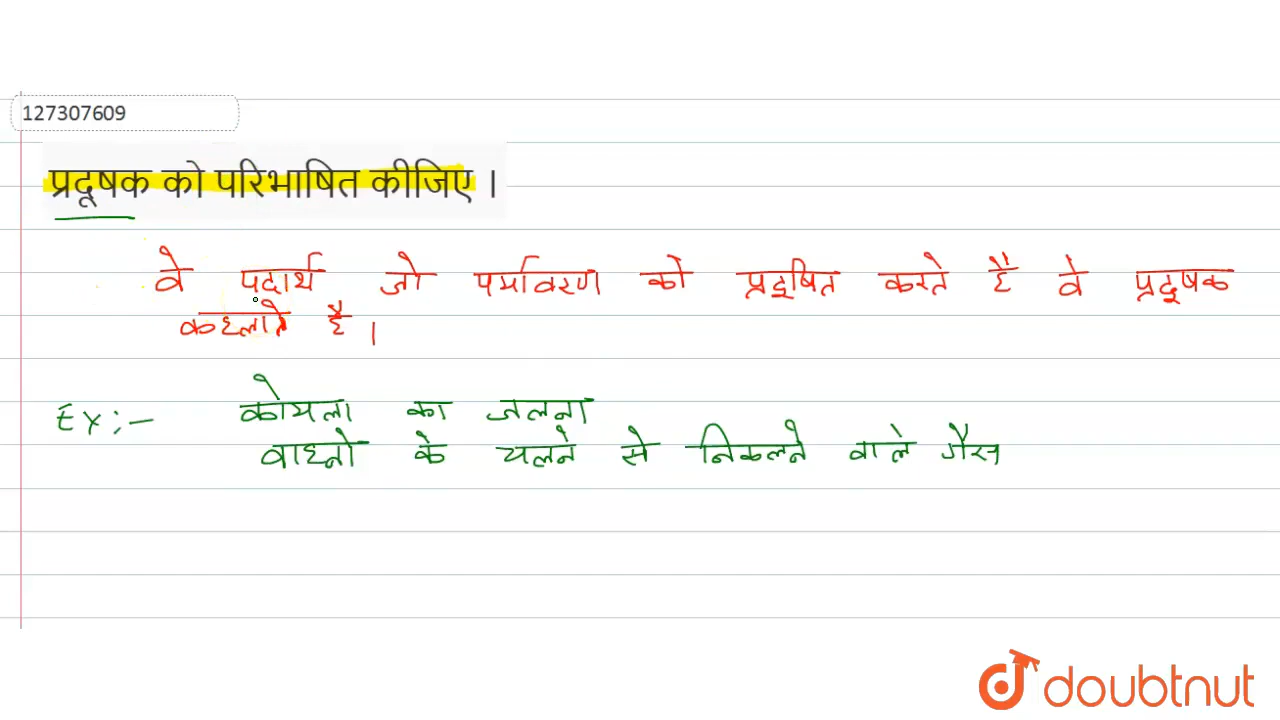 127307609
प्रदूषक को परिभाषित कीजिए ।
वे पदार्थ जो पर्यावरण को प्रदूषित करते हैं वे प्रदूषक
कहलाते है ।
Ex :- कोयला का जलना
वाहनो के चलने से निकलने वाले गैस
doubtnut